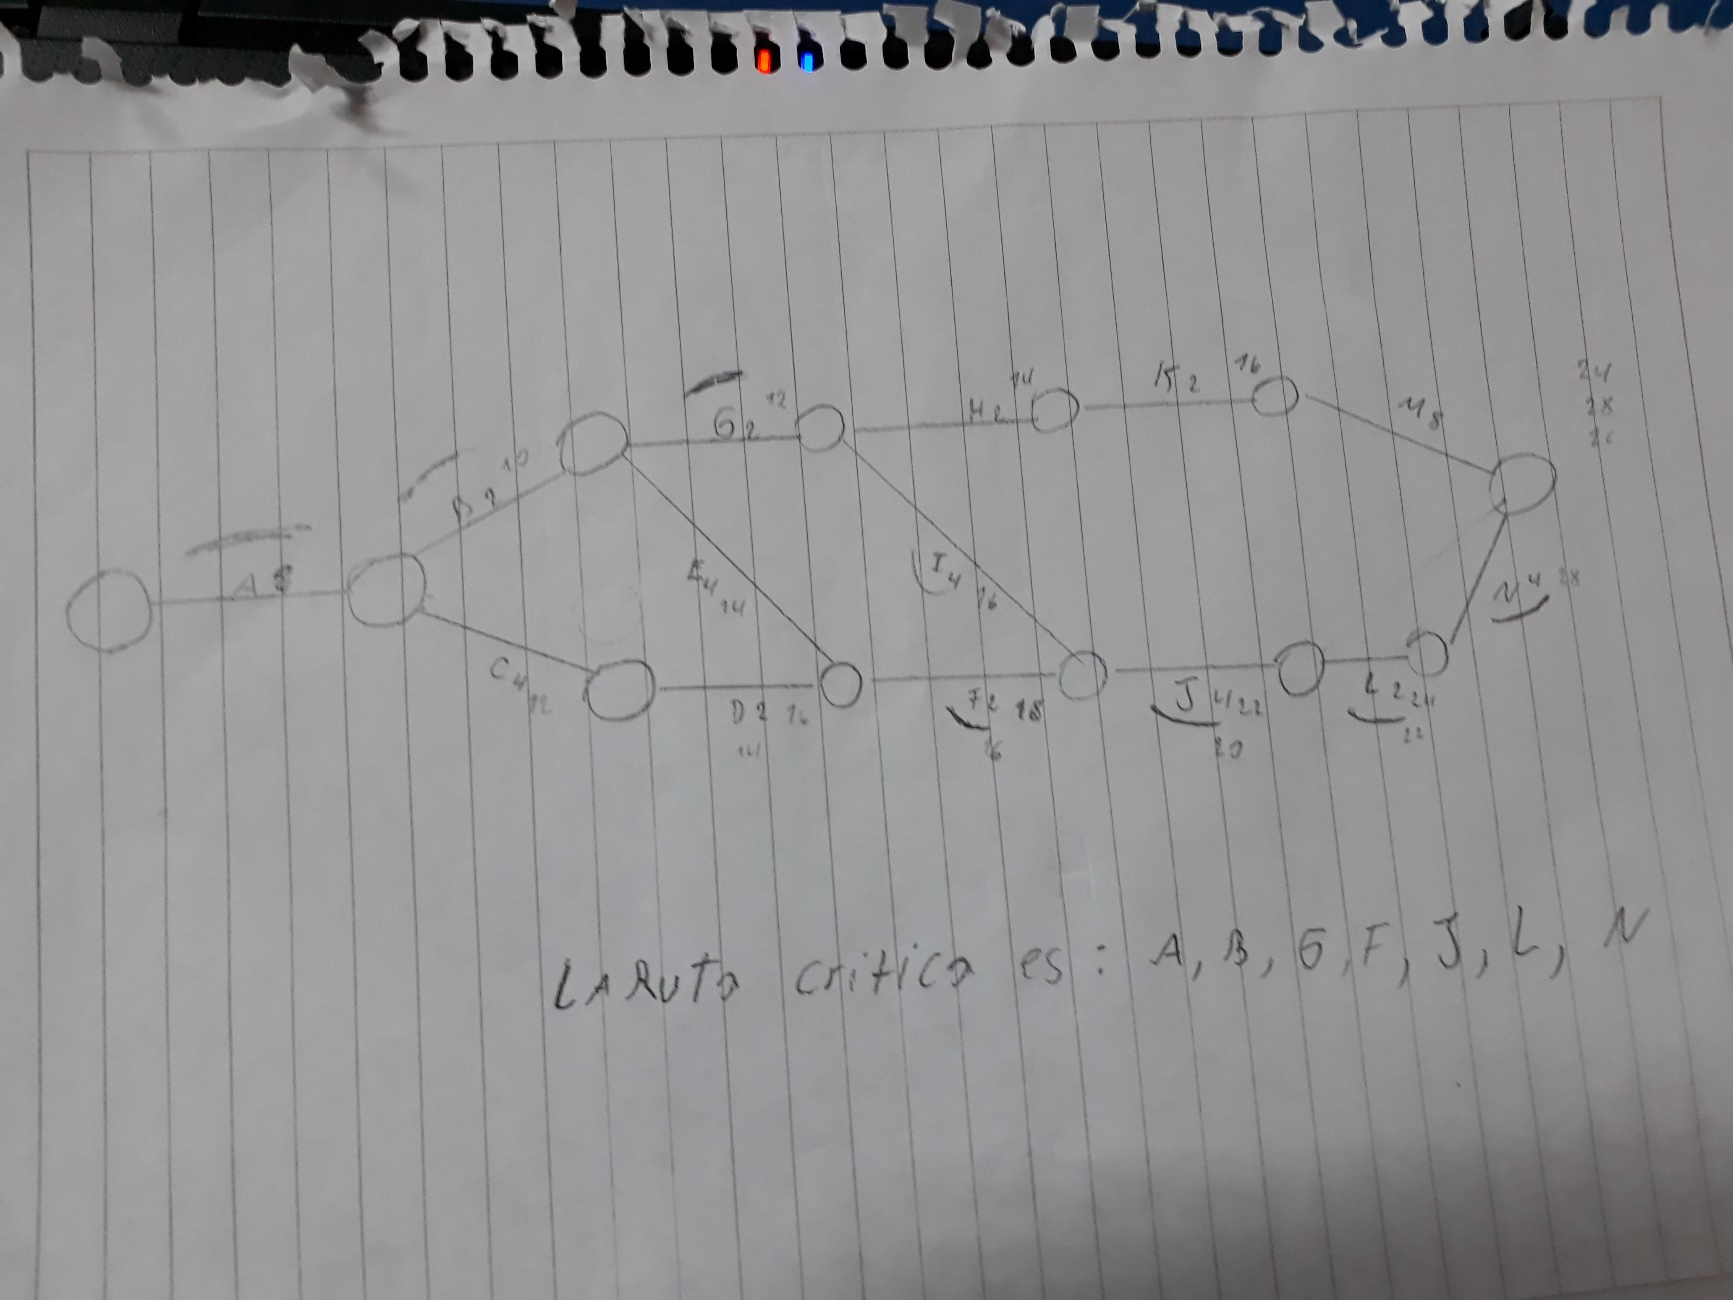 A 8
B 2 10
G 2 12
H 2 14
K 2 16
M 8
24
28
26
E 4 14
I 4 16
N 4 28
C 4 12
D 2 16
14
F 2 18
16
J 4 22
20
L 2 24
22
LA RUTA critica es: A, B, G, F, J, L, N